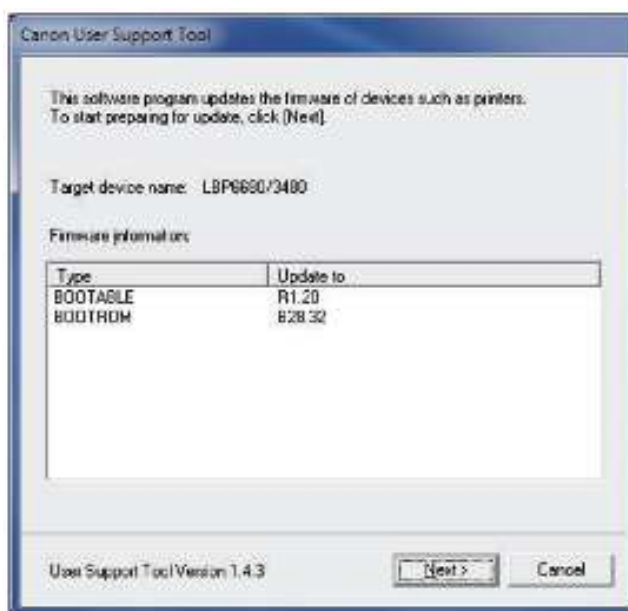 Canon User Support Tool
This software program updates the firmware of devices such as printers.
To start preparing for update, click [Next].
Target device name: LBP6680/3480
Firmware information:
Type Update to
BOOTABLE R1.20
BOOTROM B28.32
User Support Tool Version 1.4.3
Next > Cancel